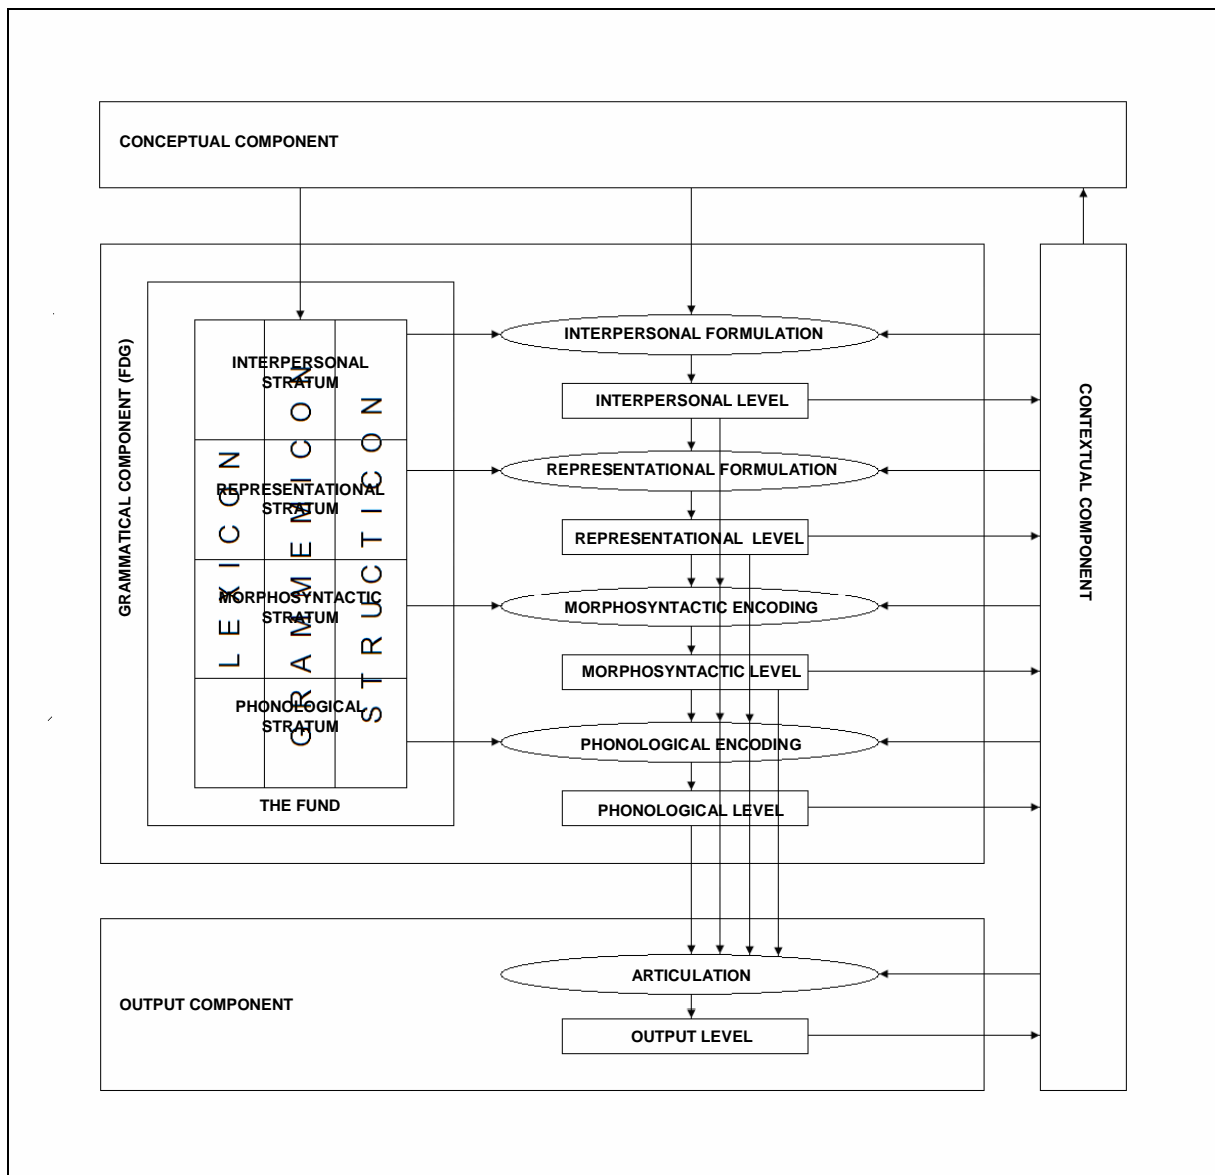 CONCEPTUAL COMPONENT
GRAMMATICAL COMPONENT (FDG)
INTERPERSONAL
STRATUM
REPRESENTATIONAL
STRATUM
MORPHOSYNTACTIC
STRATUM
PHONOLOGICAL
STRATUM
LEXICON
GRAMMEMICON
STRUCTICON
THE FUND
INTERPERSONAL FORMULATION
INTERPERSONAL LEVEL
REPRESENTATIONAL FORMULATION
REPRESENTATIONAL LEVEL
MORPHOSYNTACTIC ENCODING
MORPHOSYNTACTIC LEVEL
PHONOLOGICAL ENCODING
PHONOLOGICAL LEVEL
CONTEXTUAL COMPONENT
OUTPUT COMPONENT
ARTICULATION
OUTPUT LEVEL